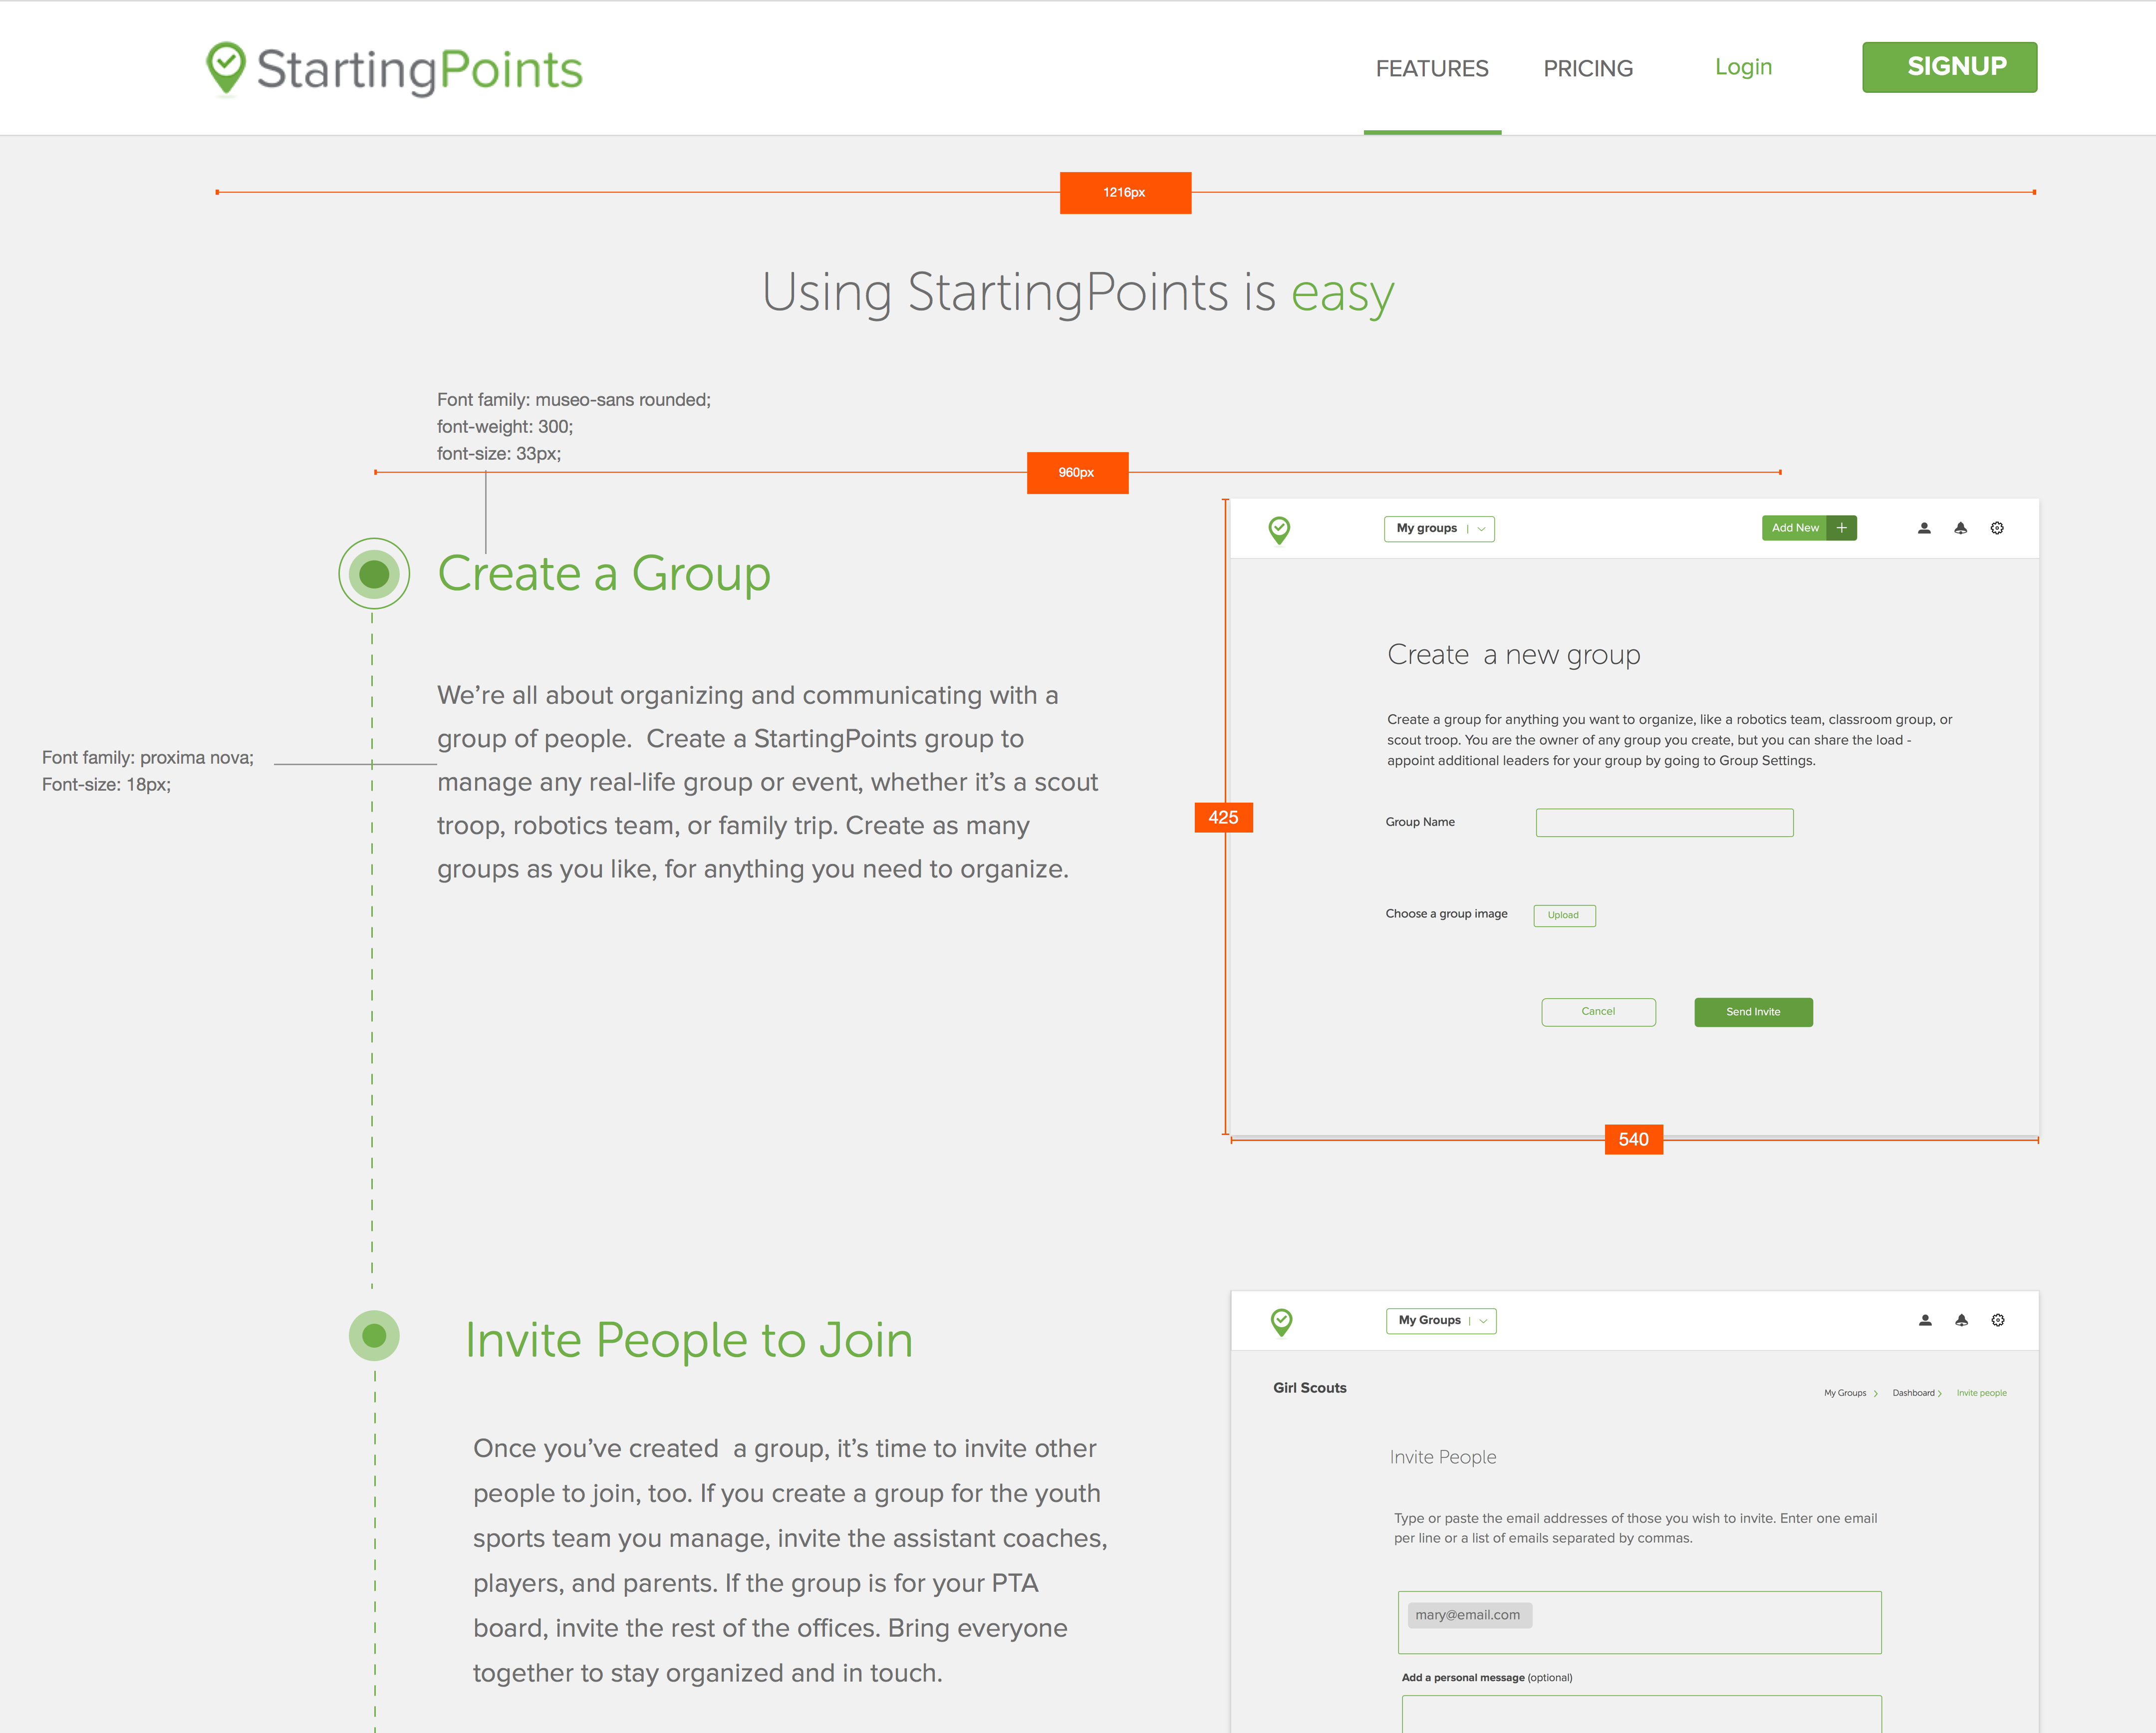 StartingPoints
FEATURES
PRICING
Login
SIGNUP
1216px
Using StartingPoints is easy
Font family: museo-sans rounded;
font-weight: 300;
font-size: 33px;
960px
Create a Group
We’re all about organizing and communicating with a
group of people.  Create a StartingPoints group to
manage any real-life group or event, whether it’s a scout
troop, robotics team, or family trip. Create as many
groups as you like, for anything you need to organize.
Font family: proxima nova;
Font-size: 18px;
My groups
Add New +
Create  a new group
Create a group for anything you want to organize, like a robotics team, classroom group, or
scout troop. You are the owner of any group you create, but you can share the load -
appoint additional leaders for your group by going to Group Settings.
425
Group Name
Choose a group image
Upload
Cancel
Send Invite
540
Invite People to Join
Once you’ve created  a group, it’s time to invite other
people to join, too. If you create a group for the youth
sports team you manage, invite the assistant coaches,
players, and parents. If the group is for your PTA
board, invite the rest of the offices. Bring everyone
together to stay organized and in touch.
My Groups
Girl Scouts
My Groups > Dashboard > Invite people
Invite People
Type or paste the email addresses of those you wish to invite. Enter one email
per line or a list of emails separated by commas.
mary@email.com
Add a personal message (optional)